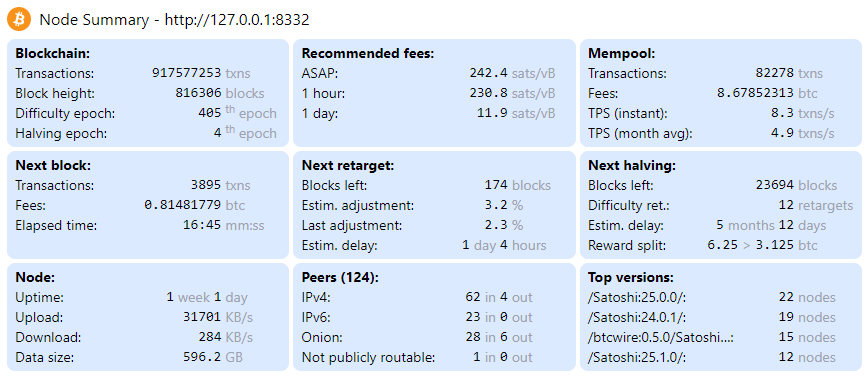 Node Summary - http://127.0.0.1:8332
Blockchain:
Transactions: 917577253 txns
Block height: 816306 blocks
Difficulty epoch: 405 th epoch
Halving epoch: 4 th epoch
Recommended fees:
ASAP: 242.4 sats/vB
1 hour: 230.8 sats/vB
1 day: 11.9 sats/vB
Mempool:
Transactions: 82278 txns
Fees: 8.67852313 btc
TPS (instant): 8.3 txns/s
TPS (month avg): 4.9 txns/s
Next block:
Transactions: 3895 txns
Fees: 0.81481779 btc
Elapsed time: 16:45 mm:ss
Next retarget:
Blocks left: 174 blocks
Estim. adjustment: 3.2 %
Last adjustment: 2.3 %
Estim. delay: 1 day 4 hours
Next halving:
Blocks left: 23694 blocks
Difficulty ret.: 12 retargets
Estim. delay: 5 months 12 days
Reward split: 6.25 > 3.125 btc
Node:
Uptime: 1 week 1 day
Upload: 31701 KB/s
Download: 284 KB/s
Data size: 596.2 GB
Peers (124):
IPv4: 62 in 4 out
IPv6: 23 in 0 out
Onion: 28 in 6 out
Not publicly routable: 1 in 0 out
Top versions:
/Satoshi:25.0.0/: 22 nodes
/Satoshi:24.0.1/: 19 nodes
/btcwire:0.5.0/Satoshi...: 15 nodes
/Satoshi:25.1.0/: 12 nodes